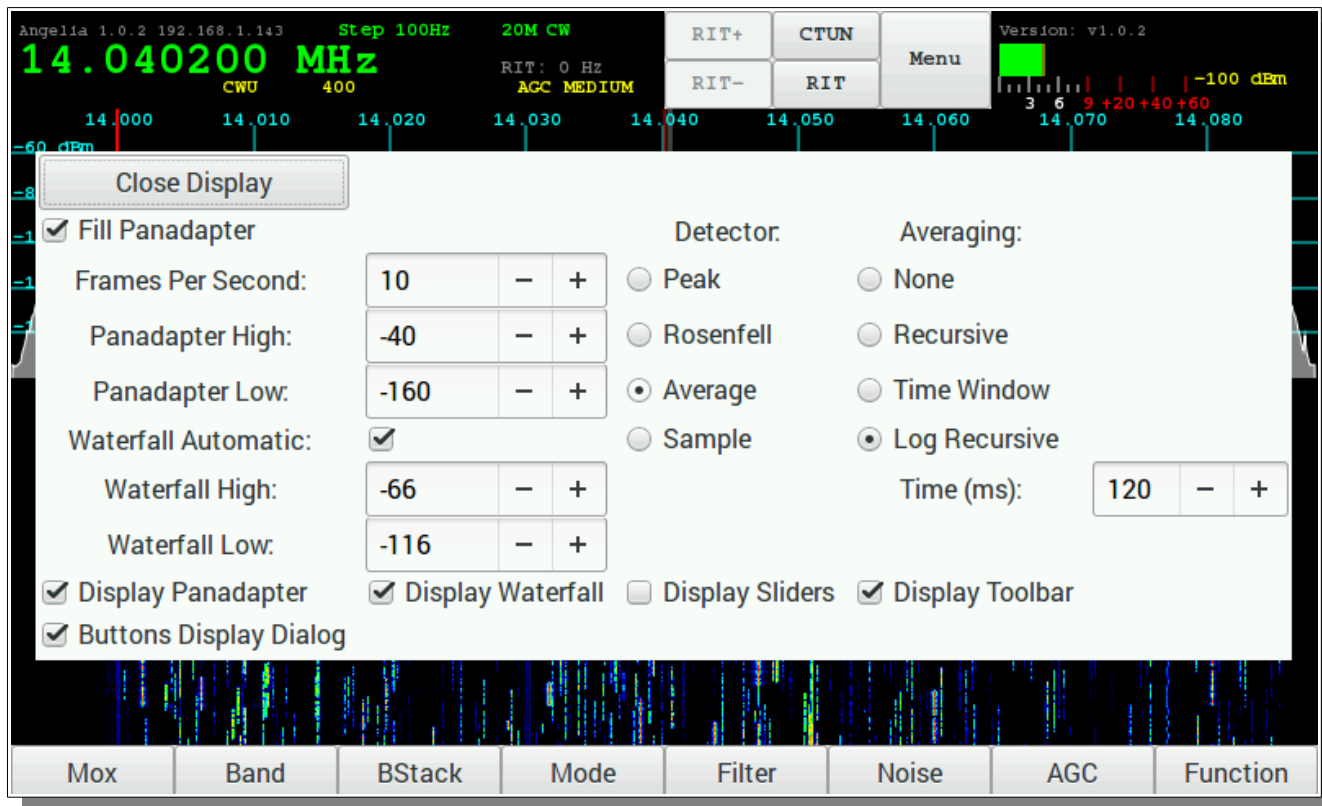 Angelia 1.0.2 192.168.1.143 Step 100Hz 20M CW RIT+ CTUN Menu Version: v1.0.2
14.040200 MHz RIT: 0 Hz
CWU 400 AGC MEDIUM RIT- RIT -100 dBm
3 6 9 +20 +40 +60
14.000 14.010 14.020 14.030 14.040 14.050 14.060 14.070 14.080
-60 dBm
Close Display
Fill Panadapter Detector: Averaging:
Frames Per Second: 10 − + Peak None
Panadapter High: -40 − + Rosenfell Recursive
Panadapter Low: -160 − + Average Time Window
Waterfall Automatic: Sample Log Recursive
Waterfall High: -66 − + Time (ms): 120 − +
Waterfall Low: -116 − +
Display Panadapter Display Waterfall Display Sliders Display Toolbar
Buttons Display Dialog
Mox Band BStack Mode Filter Noise AGC Function